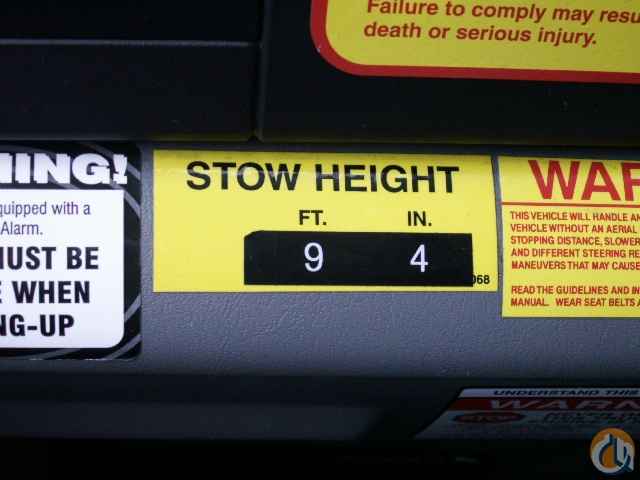 Failure to comply may resu
death or serious injury.
NING!
quipped with a
Alarm.
MUST BE
E WHEN
NG-UP
STOW HEIGHT
FT. IN.
9 4
068
WAR
THIS VEHICLE WILL HANDLE AN
VEHICLE WITHOUT AN AERIAL
STOPPING DISTANCE, SLOWER
AND DIFFERENT STEERING RE
MANEUVERS THAT MAY CAUSE
READ THE GUIDELINES AND IN
MANUAL. WEAR SEAT BELTS A
UNDERSTAND THIS
WARN